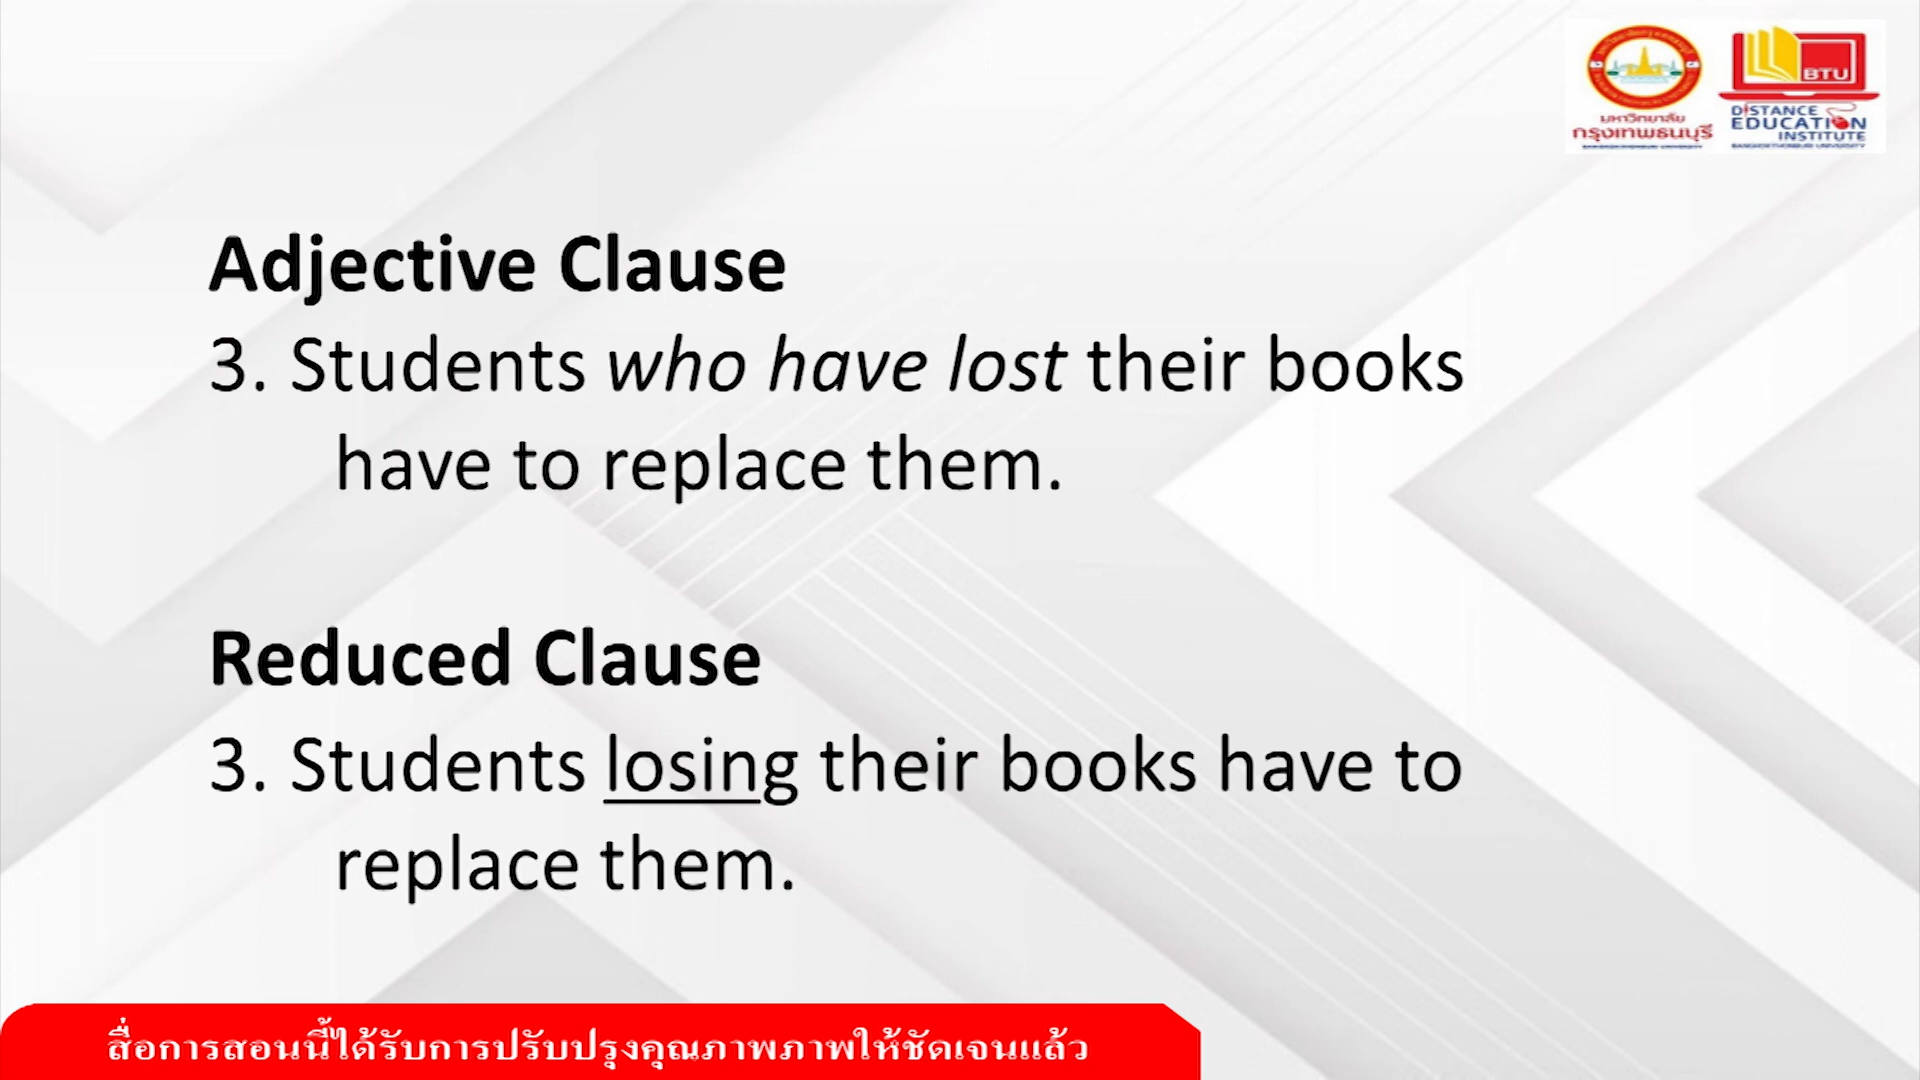 มหาวิทยาลัย
กรุงเทพธนบุรี
BANGKOKTHONBURI UNIVERSITY
BTU
DISTANCE
EDUCATION
INSTITUTE
BANGKOKTHONBURI UNIVERSITY
Adjective Clause
3. Students who have lost their books
have to replace them.
Reduced Clause
3. Students losing their books have to
replace them.
สื่อการสอนนี้ได้รับการปรับปรุงคุณภาพภาพให้ชัดเจนแล้ว